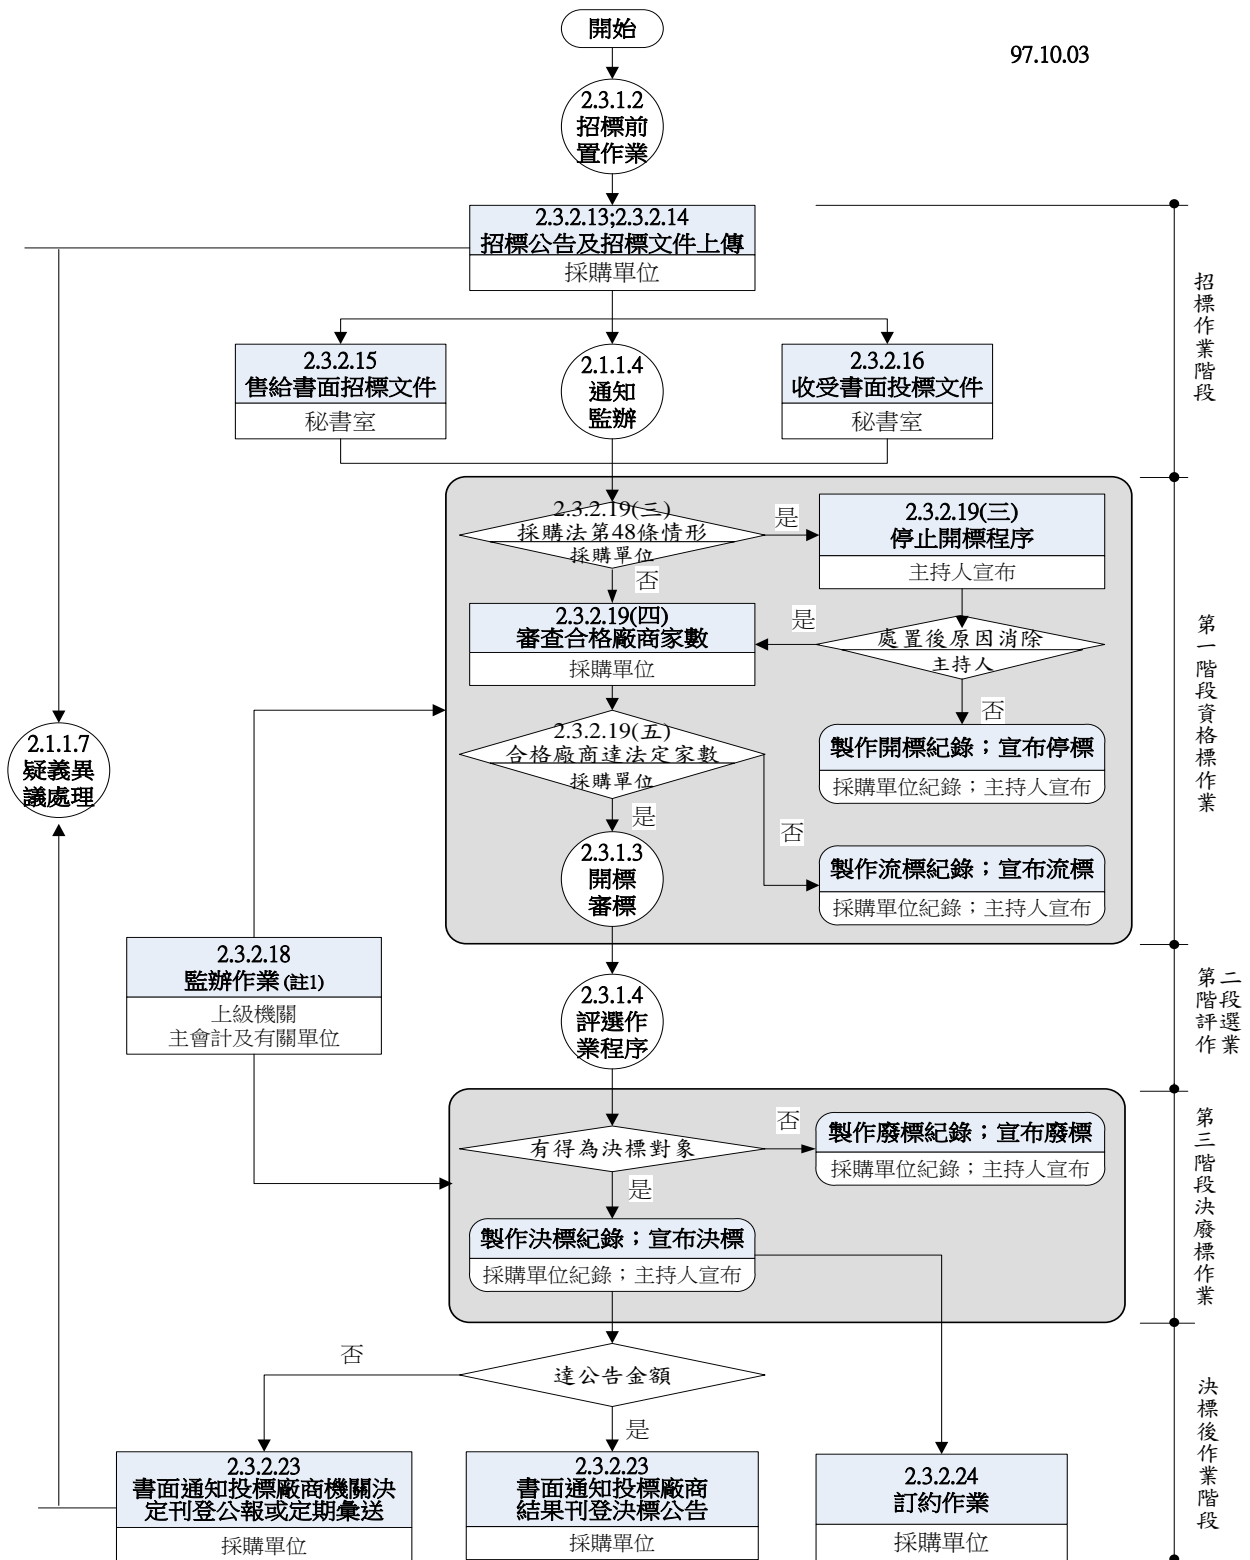 開始
97.10.03
2.3.1.2
招標前
置作業
2.3.2.13;2.3.2.14
招標公告及招標文件上傳
採購單位
招標作業階段
2.3.2.15
售給書面招標文件
秘書室
2.1.1.4
通知
監辦
2.3.2.16
收受書面投標文件
秘書室
2.3.2.19(三)
採購法第48條情形
採購單位
是
否
2.3.2.19(三)
停止開標程序
主持人宣布
2.3.2.19(四)
審查合格廠商家數
採購單位
是
處置後原因消除
主持人
否
第一階段資格標作業
2.3.2.19(五)
合格廠商達法定家數
採購單位
是
否
製作開標紀錄；宣布停標
採購單位紀錄；主持人宣布
2.1.1.7
疑義異
議處理
2.3.1.3
開標
審標
製作流標紀錄；宣布流標
採購單位紀錄；主持人宣布
2.3.2.18
監辦作業(註1)
上級機關
主會計及有關單位
2.3.1.4
評選作
業程序
第二
階段
評選
作業
有得為決標對象
否
是
製作廢標紀錄；宣布廢標
採購單位紀錄；主持人宣布
第三階段決廢標作業
製作決標紀錄；宣布決標
採購單位紀錄；主持人宣布
達公告金額
否
是
決標後作業階段
2.3.2.23
書面通知投標廠商機關決
定刊登公報或定期彙送
採購單位
2.3.2.23
書面通知投標廠商
結果刊登決標公告
採購單位
2.3.2.24
訂約作業
採購單位